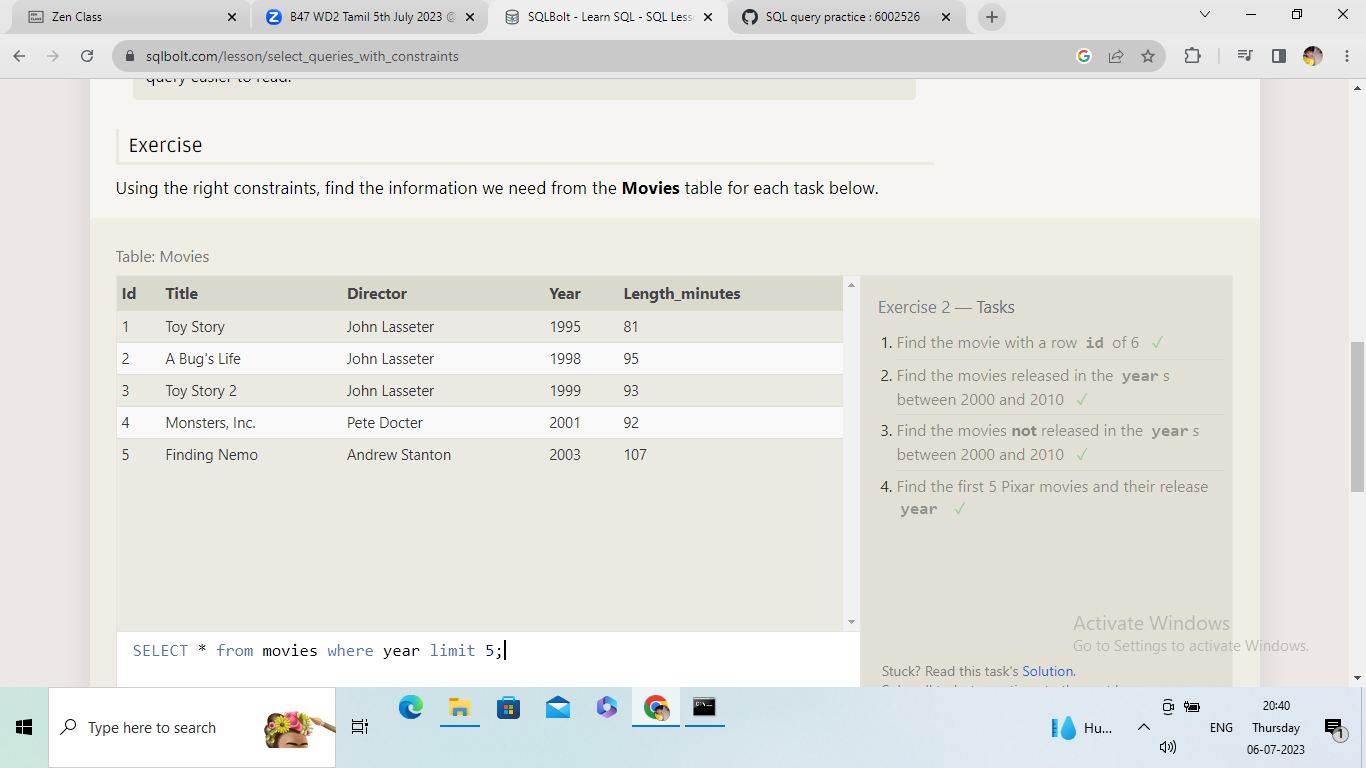 Zen Class
B47 WD2 Tamil 5th July 2023
SQLBolt - Learn SQL - SQL Less
SQL query practice : 6002526
sqlbolt.com/lesson/select_queries_with_constraints
query easier to read.
Exercise
Using the right constraints, find the information we need from the Movies table for each task below.
Table: Movies
Id Title Director Year Length_minutes
1 Toy Story John Lasseter 1995 81
2 A Bug's Life John Lasseter 1998 95
3 Toy Story 2 John Lasseter 1999 93
4 Monsters, Inc. Pete Docter 2001 92
5 Finding Nemo Andrew Stanton 2003 107
SELECT * from movies where year limit 5;
Exercise 2 — Tasks
1. Find the movie with a row id of 6 ✓
2. Find the movies released in the year s
between 2000 and 2010 ✓
3. Find the movies not released in the year s
between 2000 and 2010 ✓
4. Find the first 5 Pixar movies and their release
year ✓
Activate Windows
Go to Settings to activate Windows.
Stuck? Read this task's Solution.
Type here to search
Hu...
ENG
20:40
Thursday
06-07-2023
1